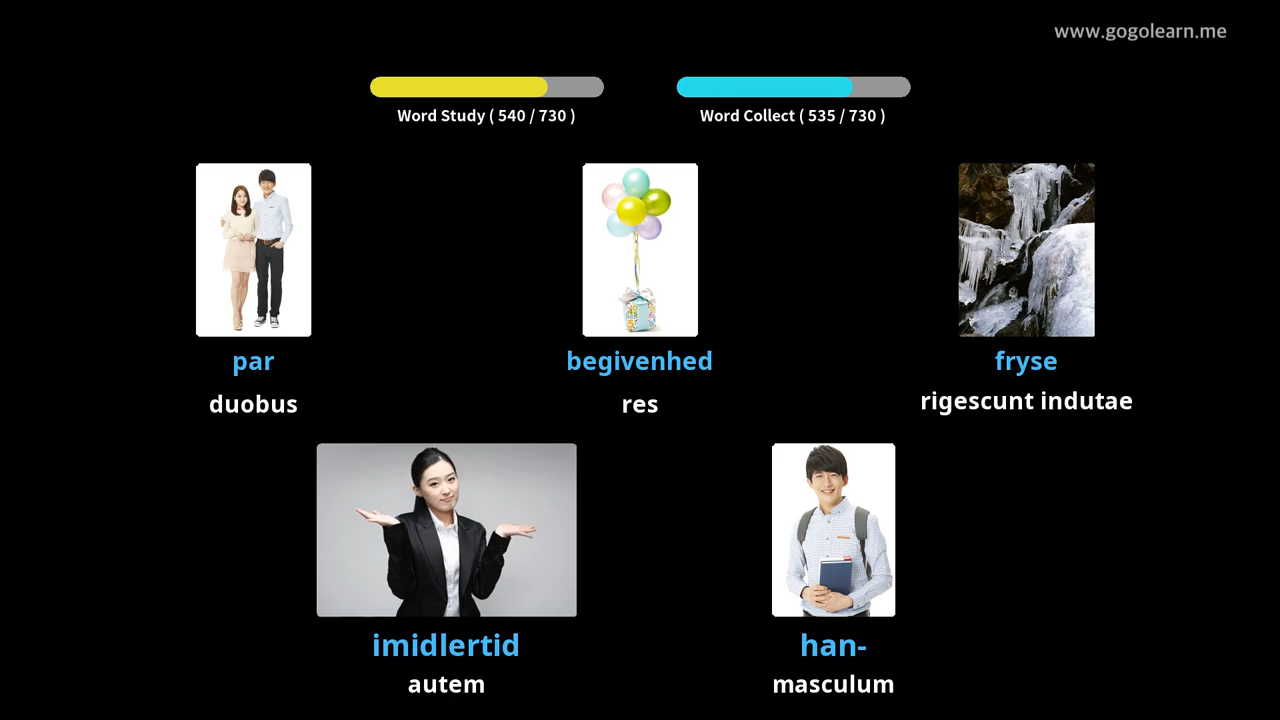 www.gogolearn.me
Word Study ( 540 / 730 )
Word Collect ( 535 / 730 )
par
duobus
begivenhed
res
fryse
rigescunt indutae
imidlertid
autem
han-
masculum